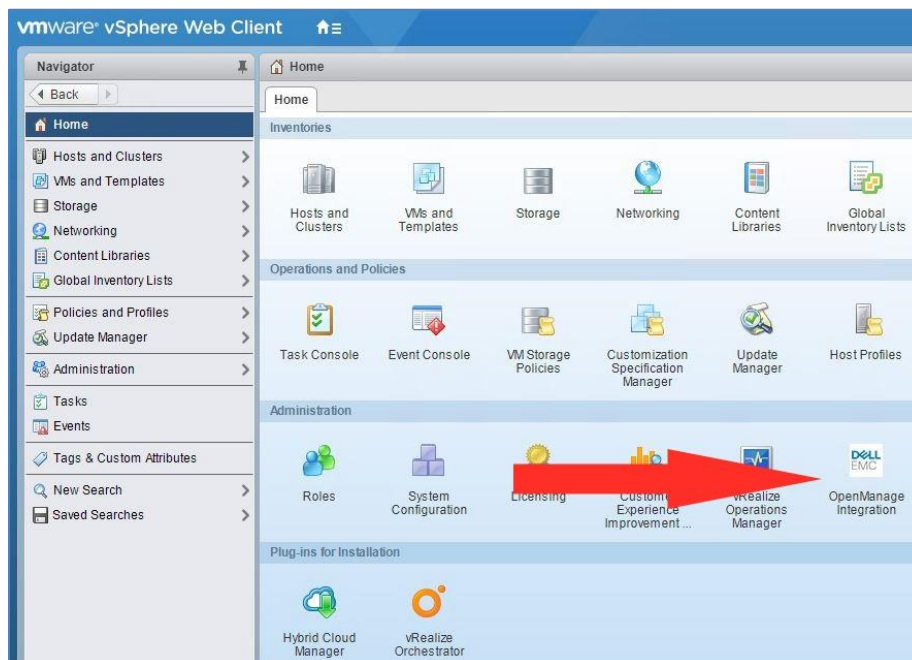 vmware® vSphere Web Client
Navigator
Back
Home
Hosts and Clusters
VMs and Templates
Storage
Networking
Content Libraries
Global Inventory Lists
Policies and Profiles
Update Manager
Administration
Tasks
Events
Tags & Custom Attributes
New Search
Saved Searches
Home
Home
Inventories
Hosts and
Clusters
VMs and
Templates
Storage
Networking
Content
Libraries
Global
Inventory Lists
Operations and Policies
Task Console
Event Console
VM Storage
Policies
Customization
Specification
Manager
Update
Manager
Host Profiles
Administration
Roles
System
Configuration
Licensing
Customer
Experience
Improvement ...
vRealize
Operations
Manager
DELL
EMC
OpenManage
Integration
Plug-ins for Installation
Hybrid Cloud
Manager
vRealize
Orchestrator